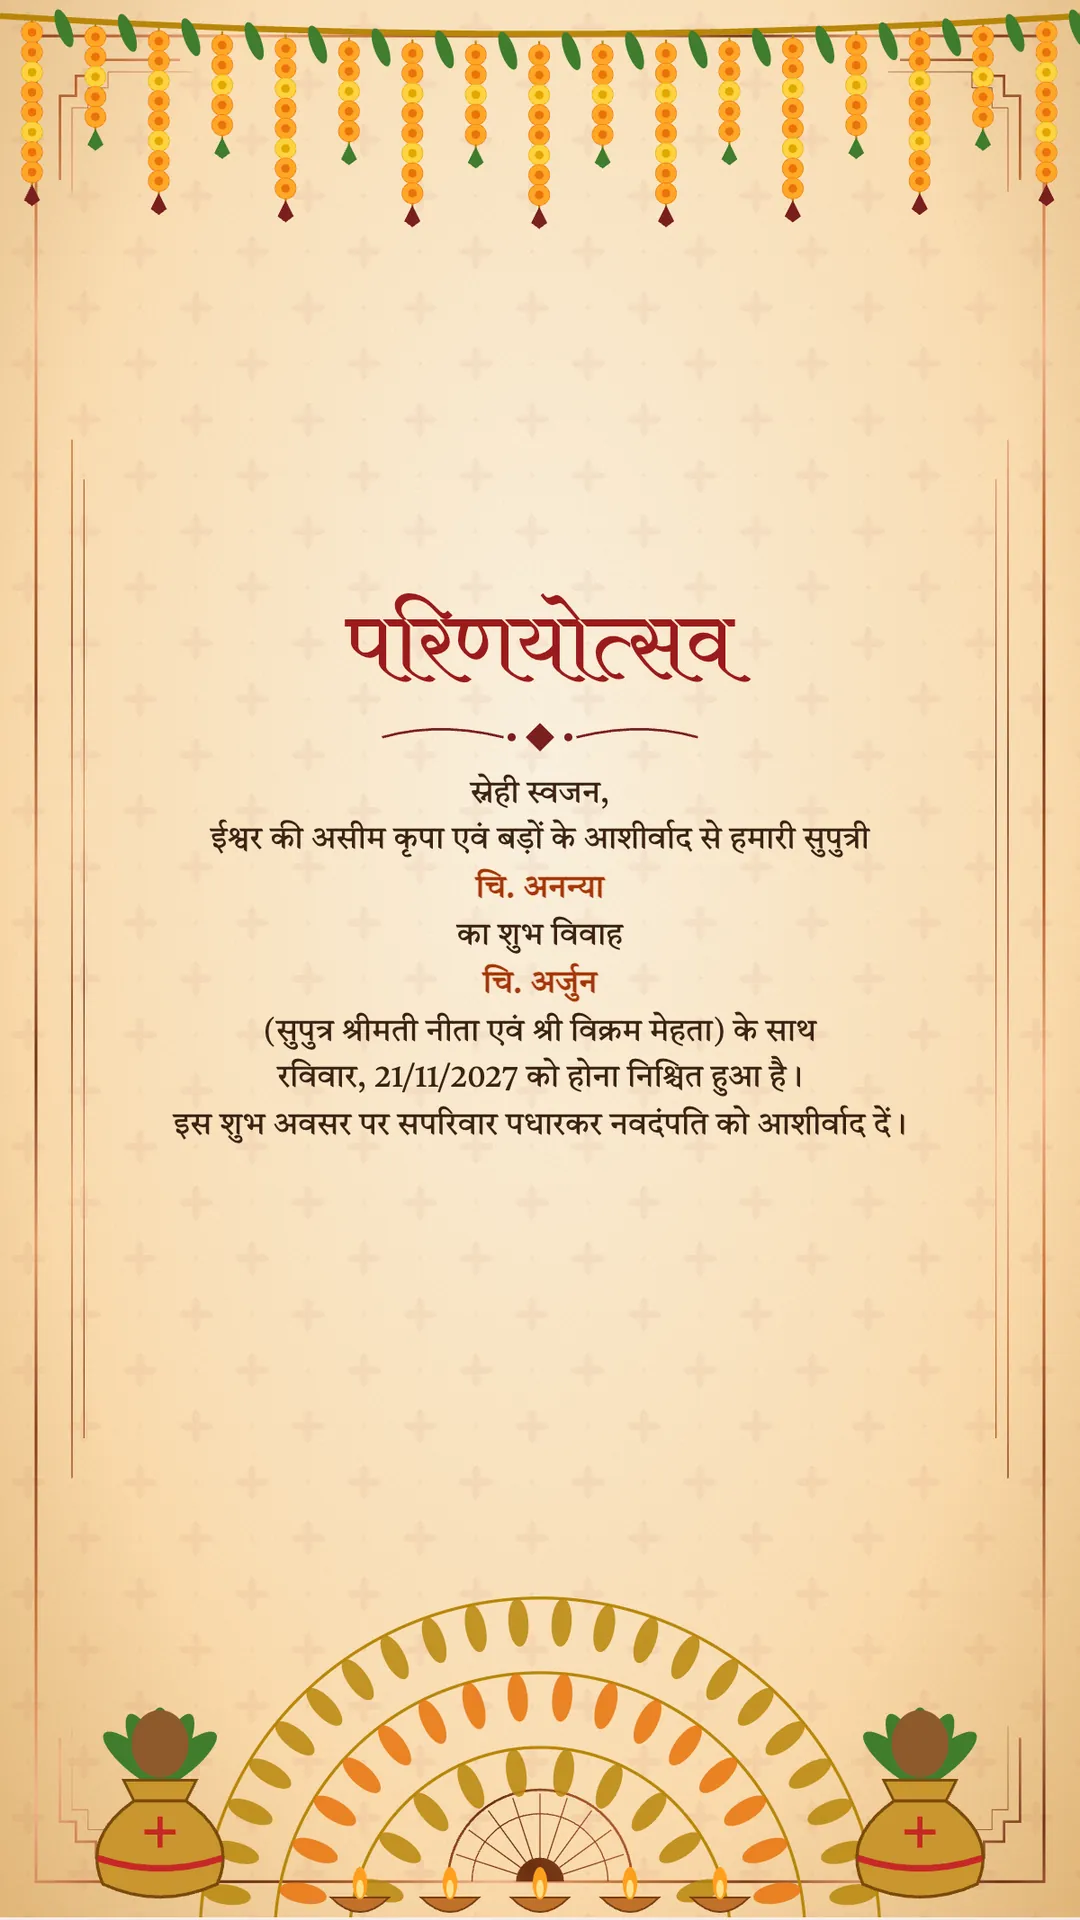 परिणयोत्सव
स्नेही स्वजन,
ईश्वर की असीम कृपा एवं बड़ों के आशीर्वाद से हमारी सुपुत्री
चि. अनन्या
का शुभ विवाह
चि. अर्जुन
(सुपुत्र श्रीमती नीता एवं श्री विक्रम मेहता) के साथ
रविवार, 21/11/2027 को होना निश्चित हुआ है।
इस शुभ अवसर पर सपरिवार पधारकर नवदंपति को आशीर्वाद दें।